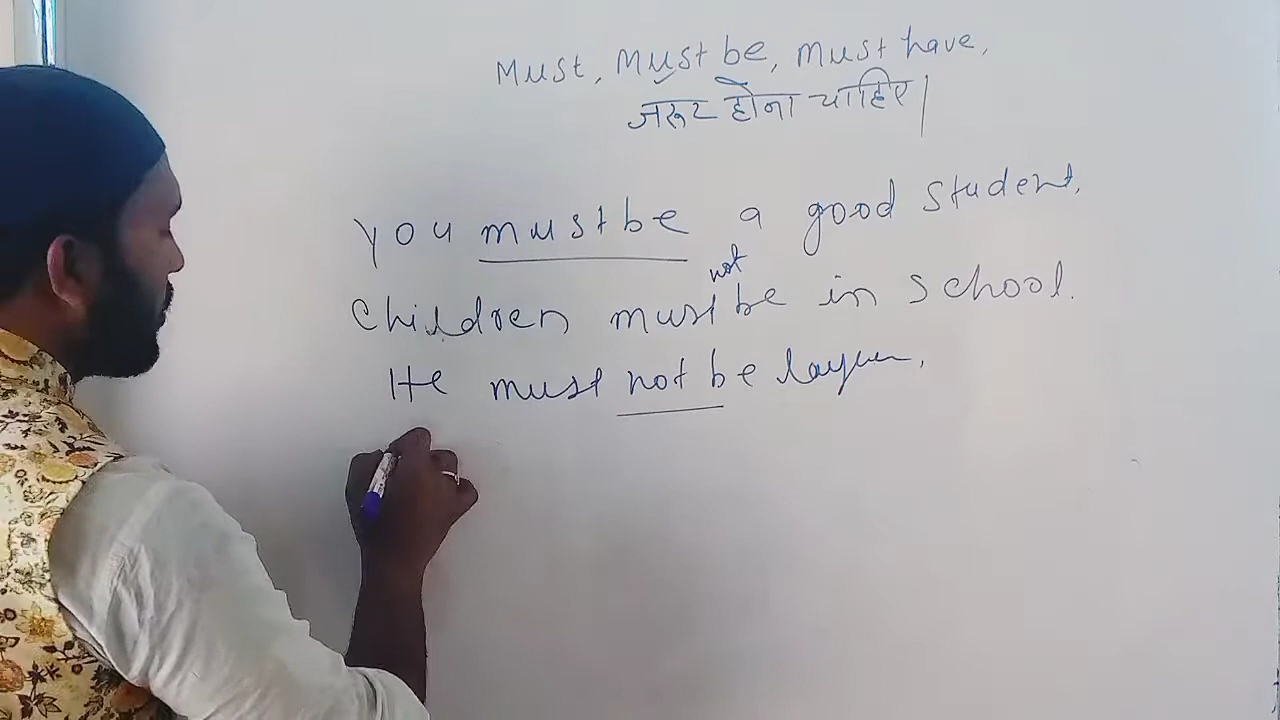 Must, Must be, Must have,
जरूर होना चाहिए।
You must be a good student,
Children must not be in school.
He must not be lawyer,